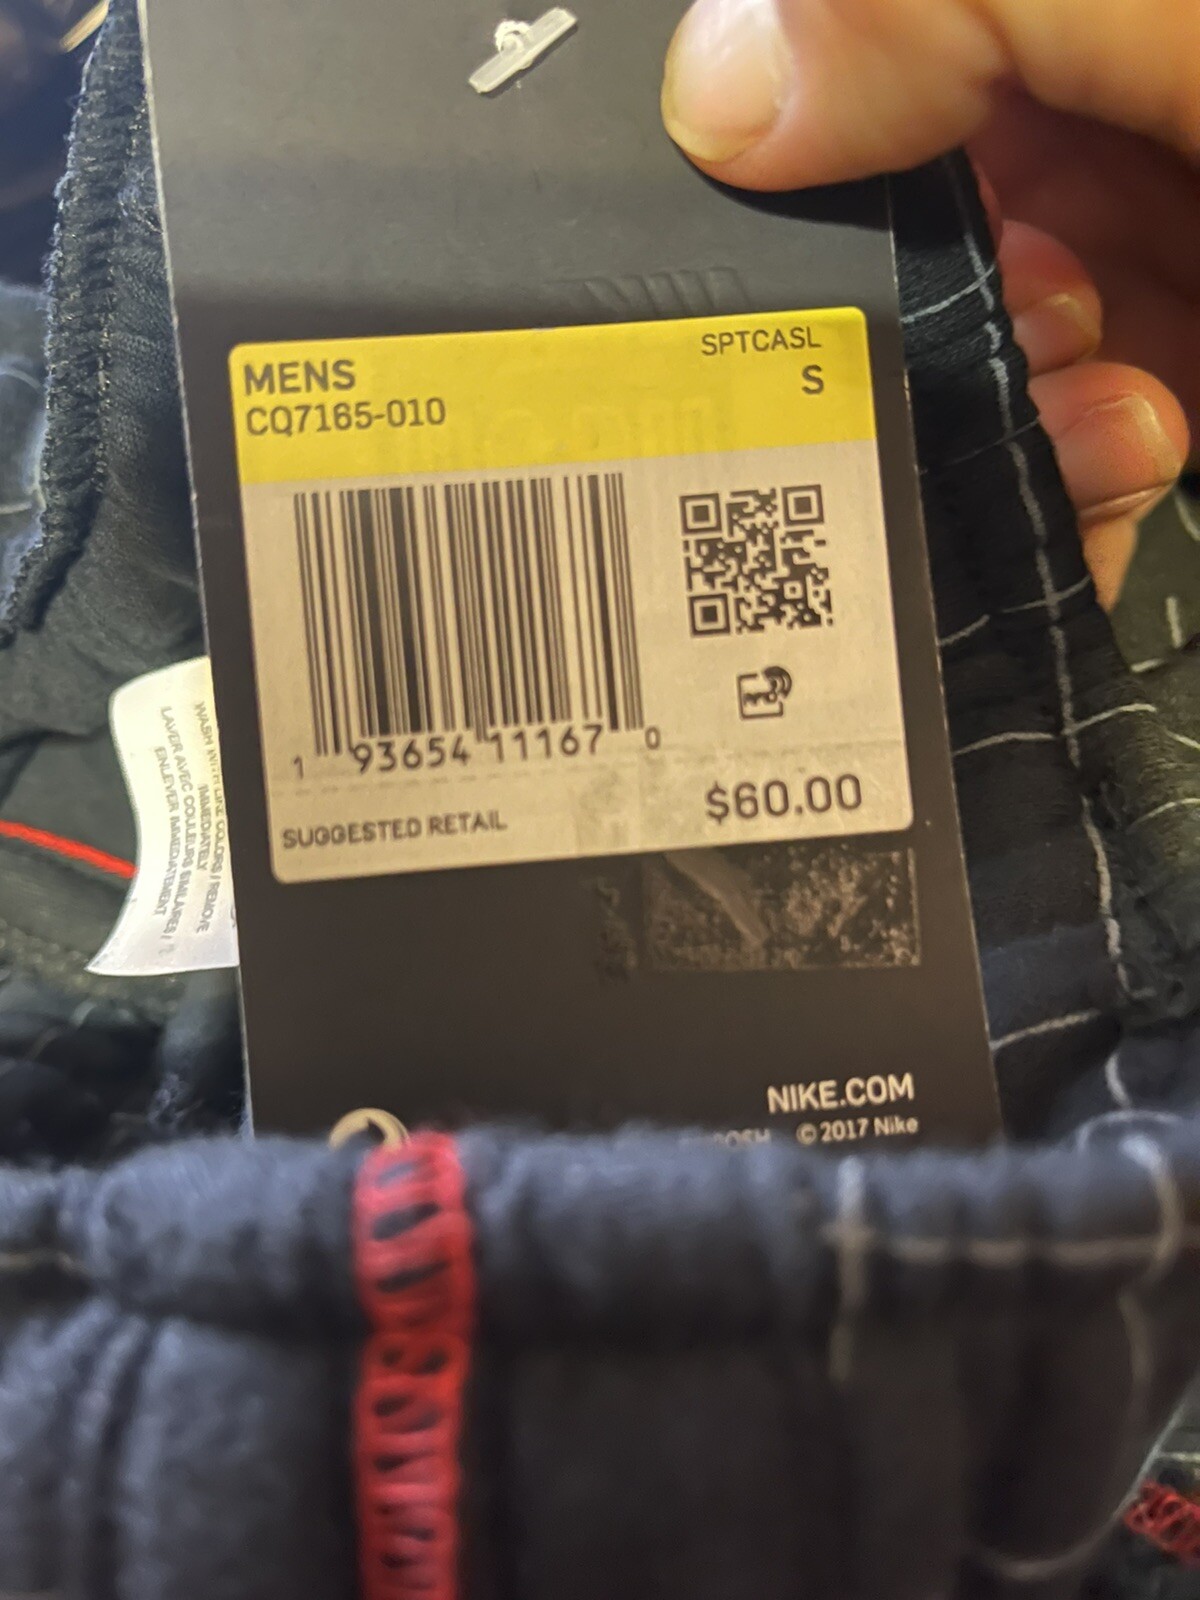 SPTCASL
MENS S
CQ7165-010
1 93654 11167 0
SUGGESTED RETAIL $60.00
WASH WITH LIKE COLORS / REMOVE
IMMEDIATELY
LAVER AVEC COULEURS SIMILAIRES /
ENLEVER IMMÉDIATEMENT
NIKE.COM
© 2017 Nike